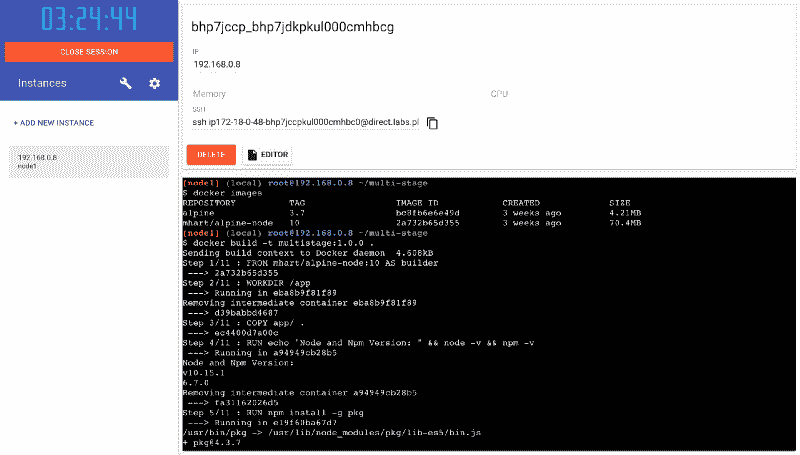 03:24:44
CLOSE SESSION
Instances
+ ADD NEW INSTANCE
192.168.0.8
node1
bhp7jccp_bhp7jdkpkul000cmhbcg
IP
192.168.0.8
Memory
CPU
SSH
ssh ip172-18-0-48-bhp7jccpkul000cmhbc0@direct.labs.pl
DELETE
EDITOR
[node1] (local) root@192.168.0.8 ~/multi-stage
$ docker images
REPOSITORY TAG IMAGE ID CREATED SIZE
alpine 3.7 bc8fb6e6e49d 3 weeks ago 4.21MB
mhart/alpine-node 10 2a732b65d355 3 weeks ago 70.4MB
[node1] (local) root@192.168.0.8 ~/multi-stage
$ docker build -t multistage:1.0.0 .
Sending build context to Docker daemon 4.608kB
Step 1/11 : FROM mhart/alpine-node:10 AS builder
---> 2a732b65d355
Step 2/11 : WORKDIR /app
---> Running in eba8b9f81f89
Removing intermediate container eba8b9f81f89
---> d39babbd4687
Step 3/11 : COPY app/ .
---> ec4400d7a00c
Step 4/11 : RUN echo 'Node and Npm Version: " && node -v && npm -v
---> Running in a94949cb28b5
Node and Npm Version:
v10.15.1
6.7.0
Removing intermediate container a94949cb28b5
---> fa31162026d5
Step 5/11 : RUN npm install -g pkg
---> Running in e19f60ba67d7
/usr/bin/pkg -> /usr/lib/node_modules/pkg/lib-es5/bin.js
+ pkg@4.3.7